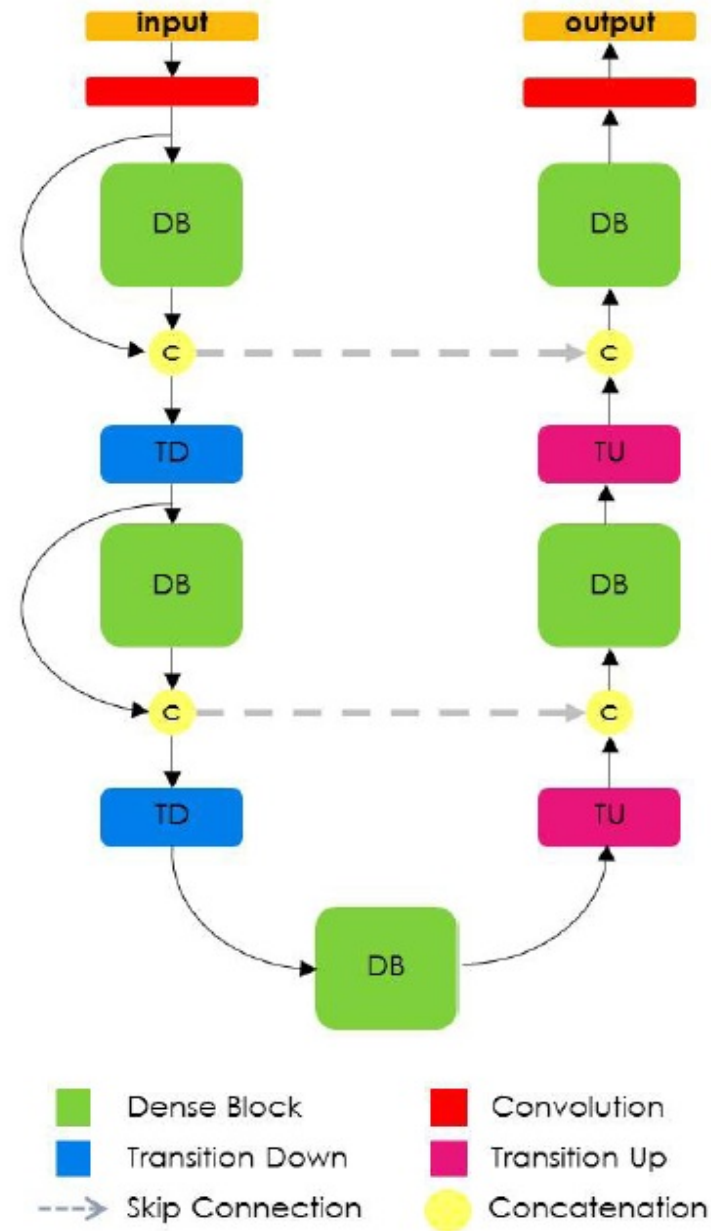 input
output
DB
DB
C
C
TD
TU
DB
DB
C
C
TD
TU
DB
Dense Block
Convolution
Transition Down
Transition Up
Skip Connection
Concatenation